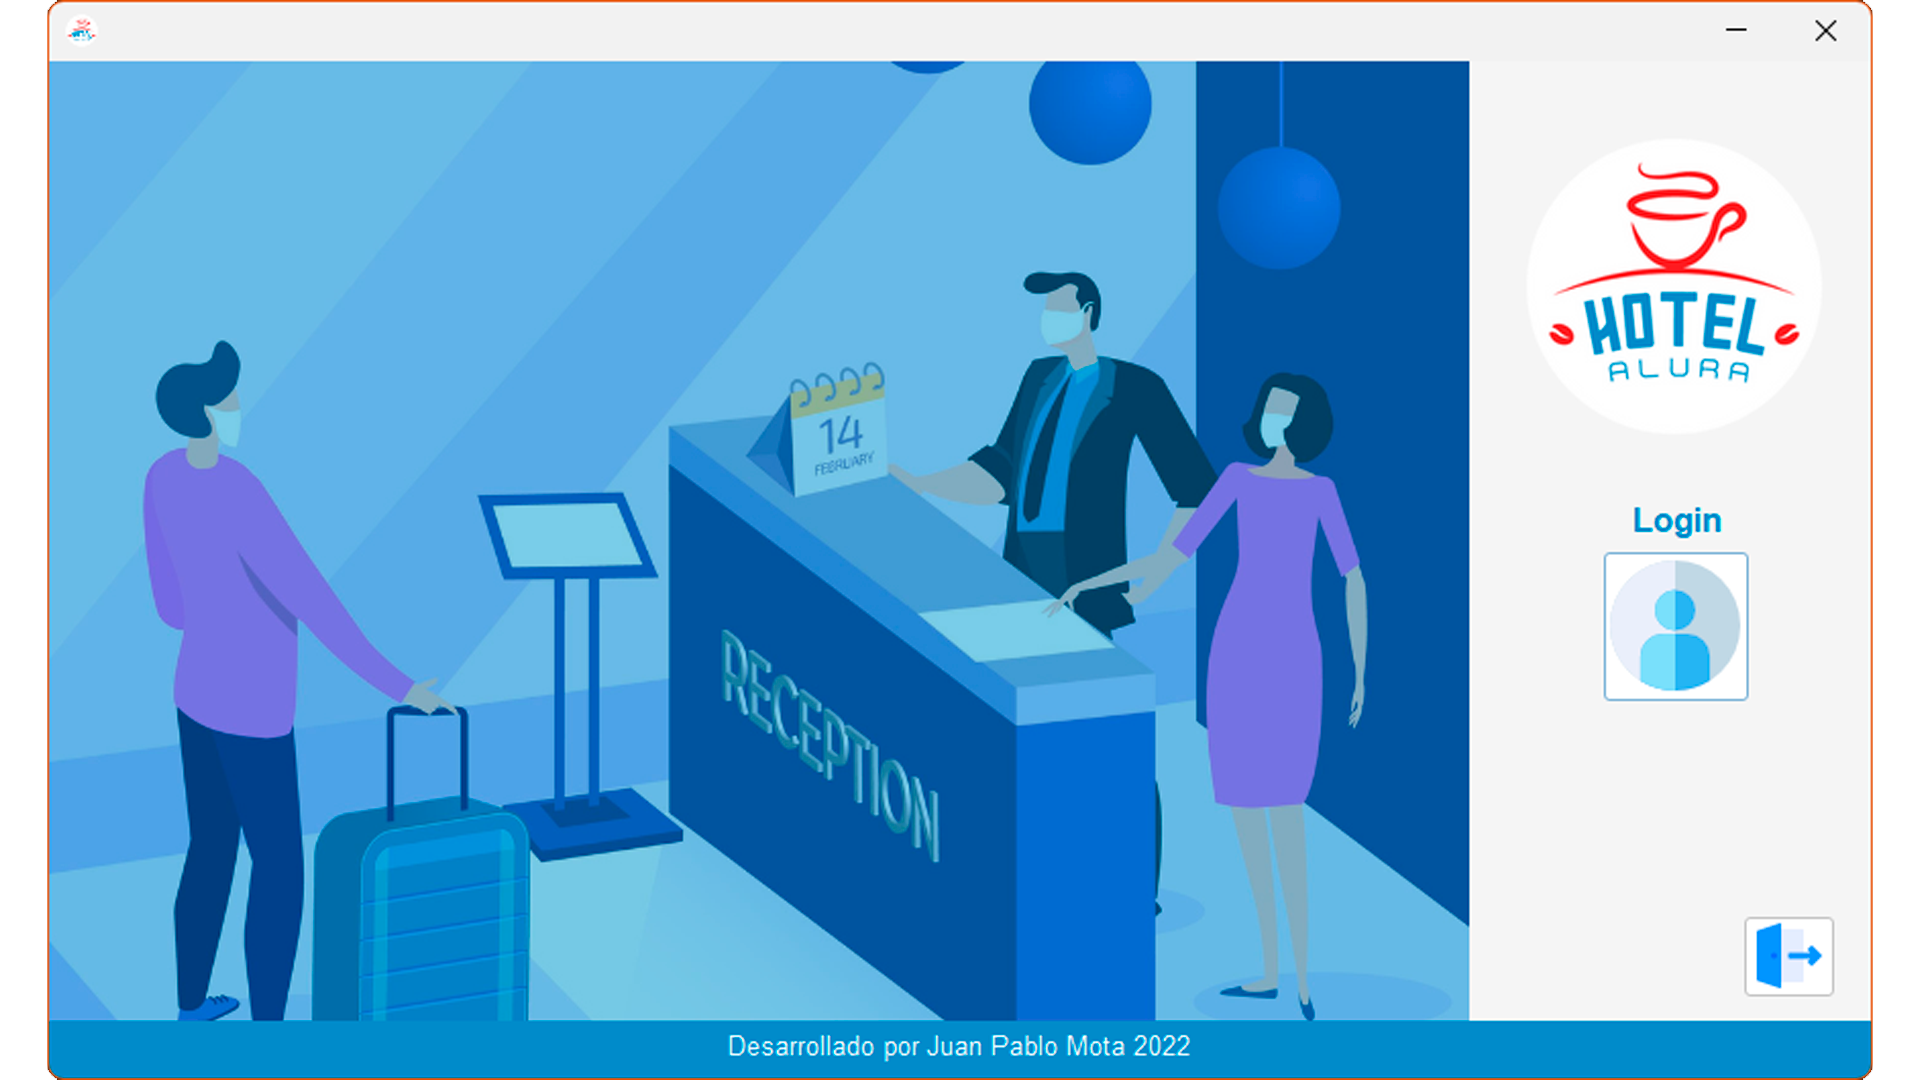 HOTEL
ALURA
14
FEBRUARY
RECEPTION
Login
Desarrollado por Juan Pablo Mota 2022